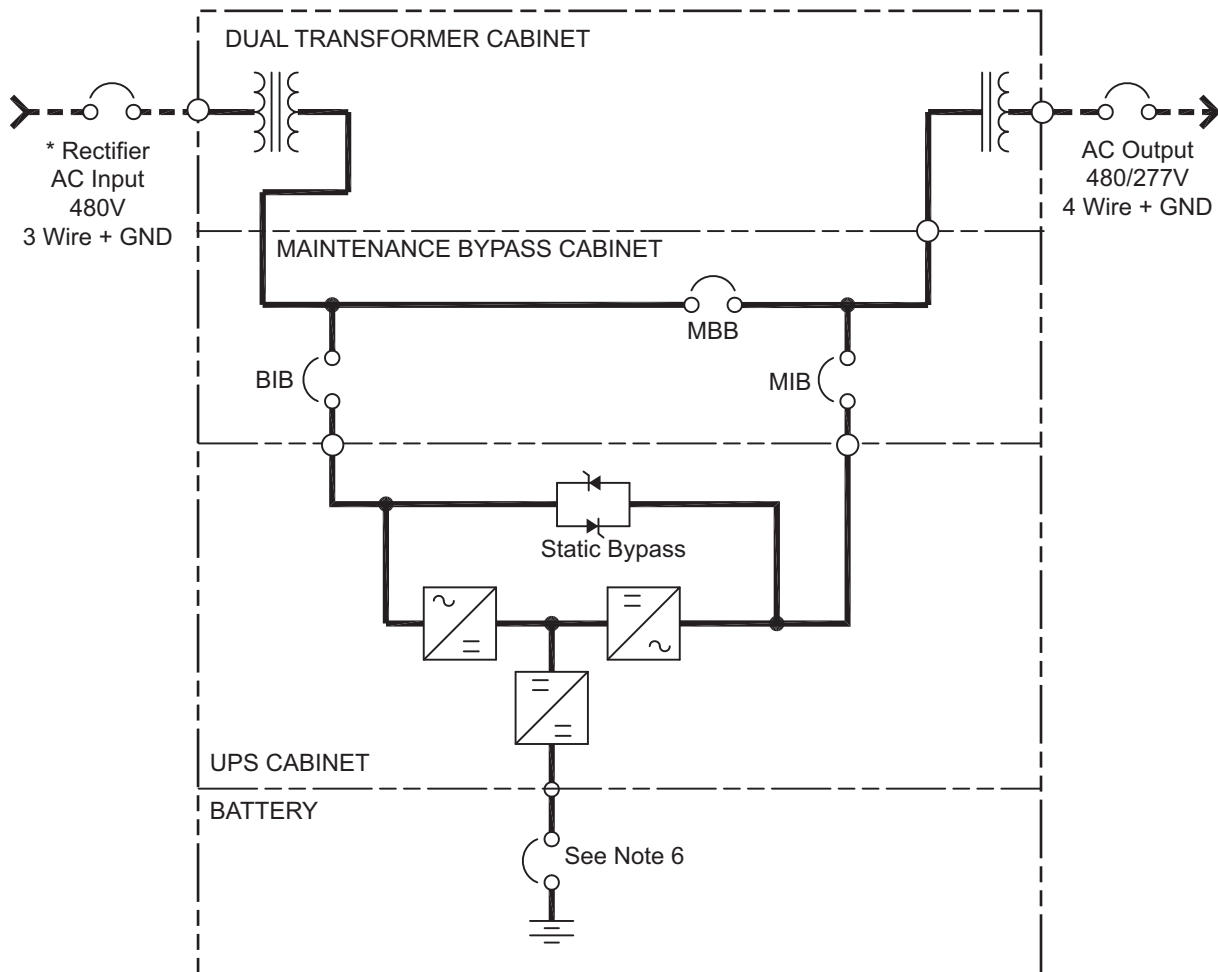 DUAL TRANSFORMER CABINET
* Rectifier
AC Input
480V
3 Wire + GND
AC Output
480/277V
4 Wire + GND
MAINTENANCE BYPASS CABINET
MBB
BIB
MIB
Static Bypass
UPS CABINET
BATTERY
See Note 6